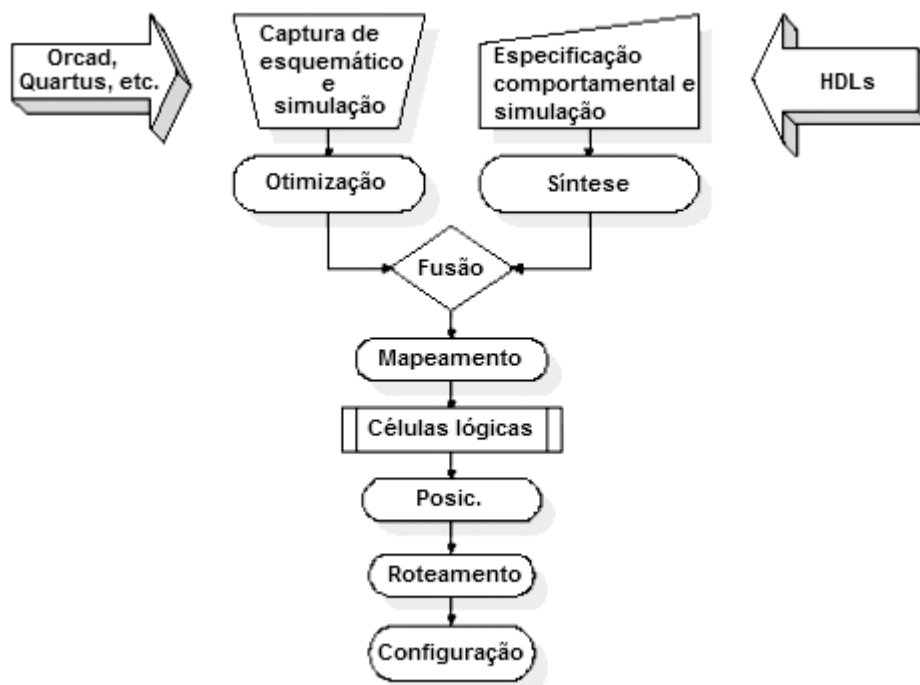 Orcad,
Quartus, etc.
Captura de
esquemático
e
simulação
Especificação
comportamental e
simulação
HDLs
Otimização
Síntese
Fusão
Mapeamento
Células lógicas
Posic.
Roteamento
Configuração